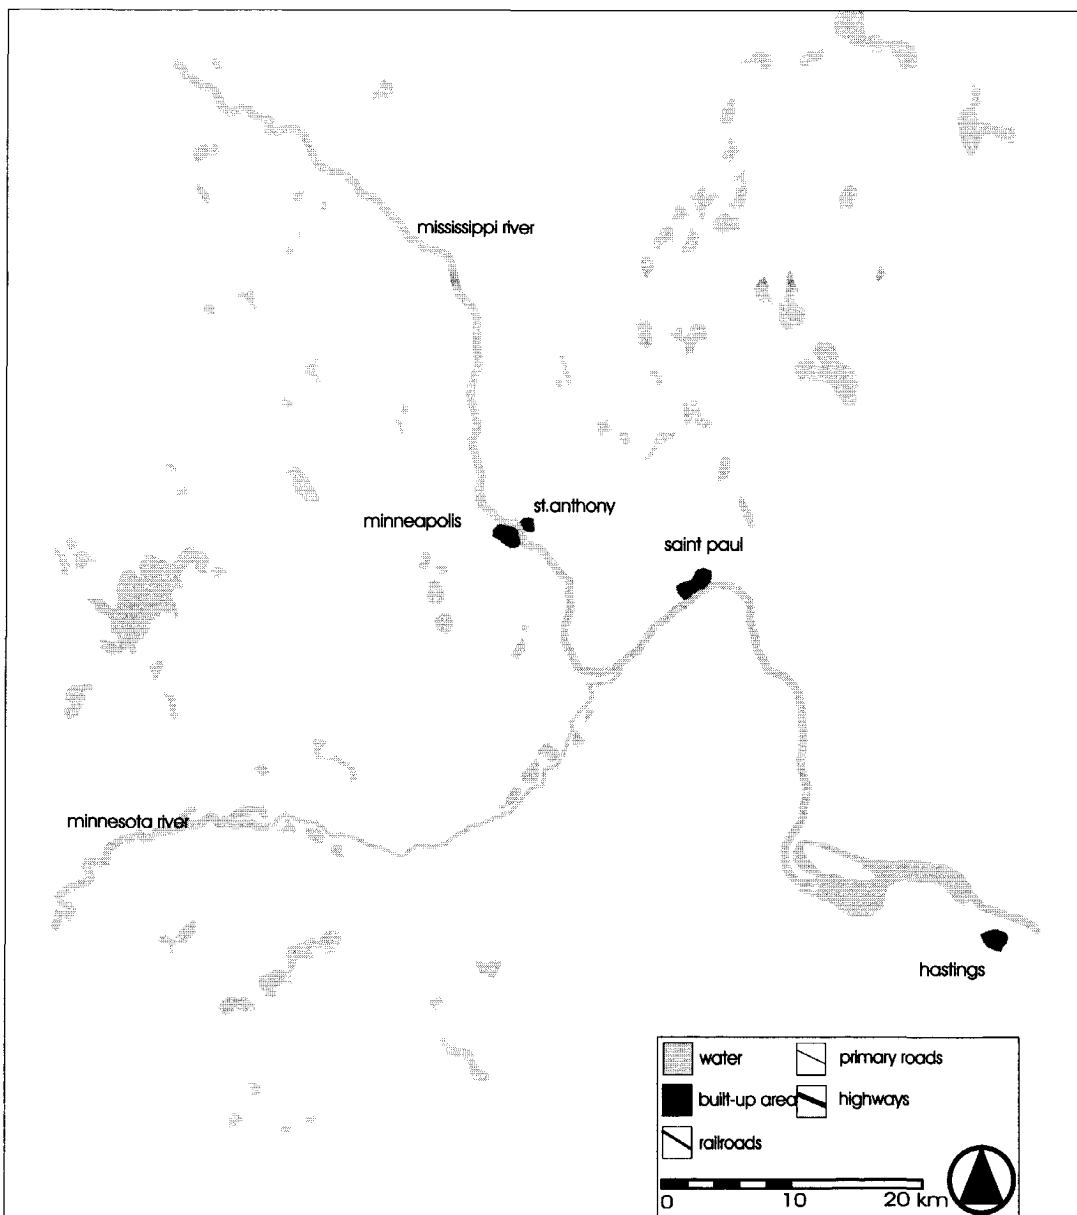 mississippi river
st.anthony
minneapolis
saint paul
minnesota river
hastings
water
primary roads
built-up area
highways
railroads
0 10 20 km